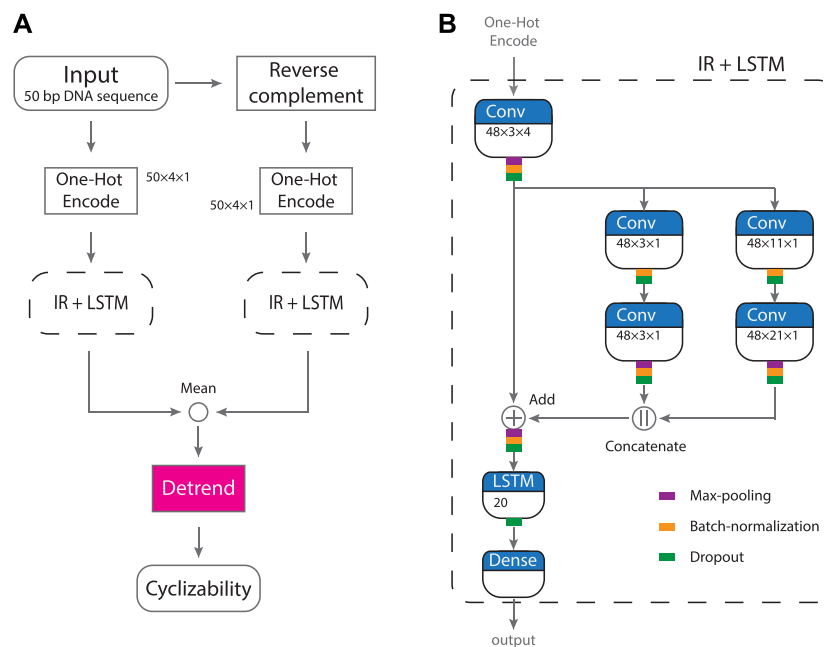 A
Input
50 bp DNA sequence
Reverse
complement
One-Hot
Encode
50×4×1
One-Hot
Encode
50×4×1
IR + LSTM
IR + LSTM
Mean
Detrend
Cyclizability
B
One-Hot
Encode
IR + LSTM
Conv
48×3×4
Conv
48×3×1
Conv
48×11×1
Conv
48×3×1
Conv
48×21×1
Add
Concatenate
LSTM
20
Dense
output
Max-pooling
Batch-normalization
Dropout